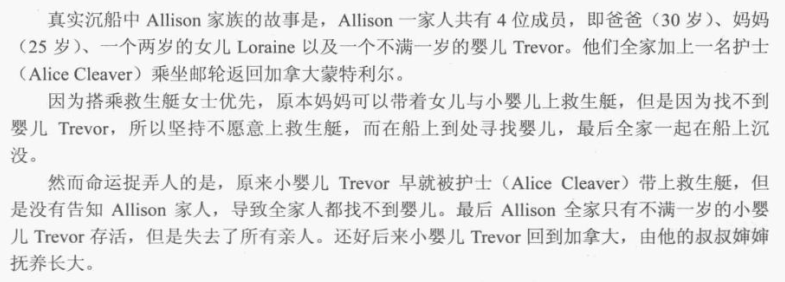 真实沉船中 Allison 家族的故事是，Allison 一家人共有 4 位成员，即爸爸（30 岁）、妈妈
（25 岁）、一个两岁的女儿 Loraine 以及一个不满一岁的婴儿 Trevor。他们全家加上一名护士
（Alice Cleaver）乘坐邮轮返回加拿大蒙特利尔。
因为搭乘救生艇女士优先，原本妈妈可以带着女儿与小婴儿上救生艇，但是因为找不到
婴儿 Trevor，所以坚持不愿意上救生艇，而在船上到处寻找婴儿，最后全家一起在船上沉
没。
然而命运捉弄人的是，原来小婴儿 Trevor 早就被护士（Alice Cleaver）带上救生艇，但
是没有告知 Allison 家人，导致全家人都找不到婴儿。最后 Allison 全家只有不满一岁的小婴
儿 Trevor 存活，但是失去了所有亲人。还好后来小婴儿 Trevor 回到加拿大，由他的叔叔婶婶
抚养长大。